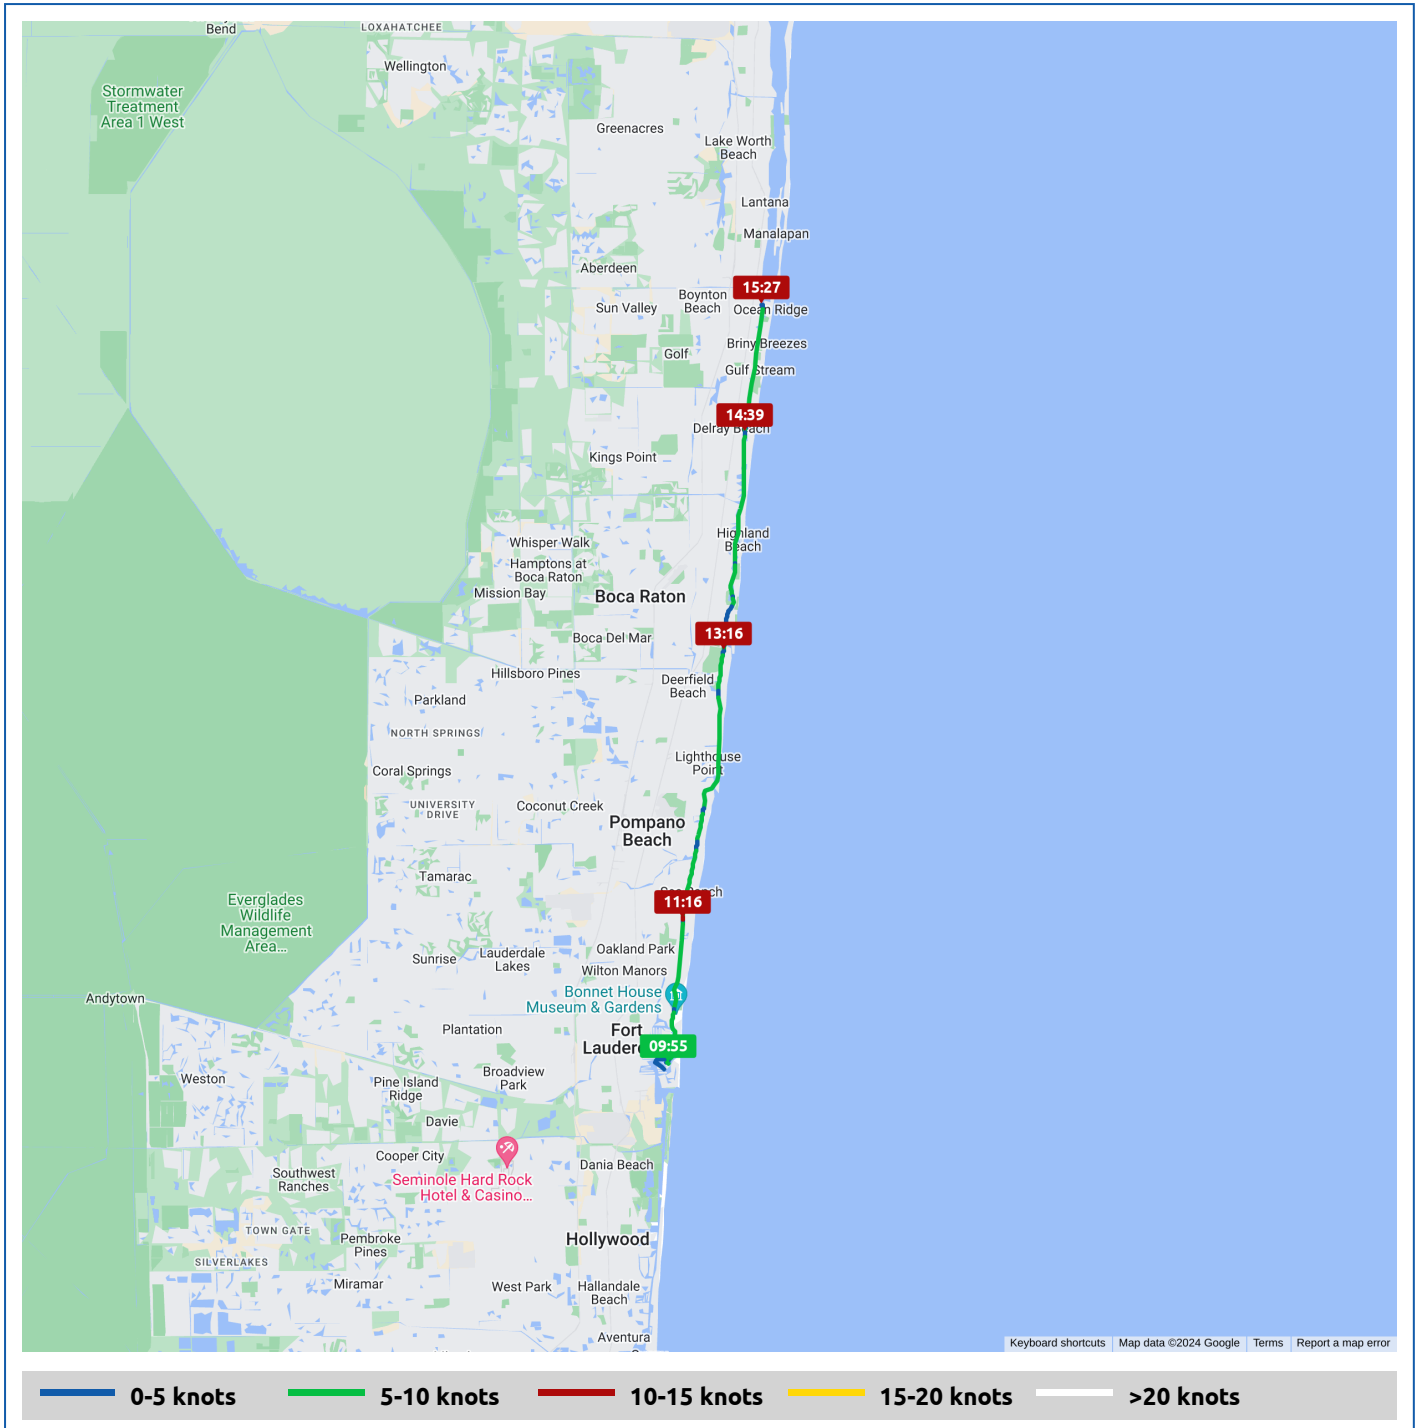 Bend
LOXAHATCHEE
Wellington
Stormwater
Treatment
Area 1 West
Greenacres
Lake Worth
Beach
Lantana
Manalapan
Aberdeen
15:27
Boynton
Beach
Sun Valley
Ocean Ridge
Briny Breezes
Golf
Gulf Stream
14:39
Delray Beach
Kings Point
Highland
Beach
Whisper Walk
Hamptons at
Boca Raton
Mission Bay
Boca Raton
13:16
Boca Del Mar
Hillsboro Pines
Deerfield
Beach
Parkland
NORTH SPRINGS
Lighthouse
Point
Coral Springs
UNIVERSITY
DRIVE
Coconut Creek
Pompano
Beach
Tamarac
11:16
Everglades
Wildlife
Management
Area...
Oakland Park
Sunrise
Lauderdale
Lakes
Wilton Manors
Bonnet House
Museum & Gardens
Andytown
Plantation
Fort
Lauder
09:55
Broadview
Park
Weston
Pine Island
Ridge
Davie
Cooper City
Dania Beach
Southwest
Ranches
Seminole Hard Rock
Hotel & Casino...
TOWN GATE
Pembroke
Pines
Hollywood
SILVERLAKES
Miramar
West Park
Hallandale
Beach
Aventura
Keyboard shortcuts Map data ©2024 Google Terms Report a map error
0-5 knots 5-10 knots 10-15 knots 15-20 knots >20 knots